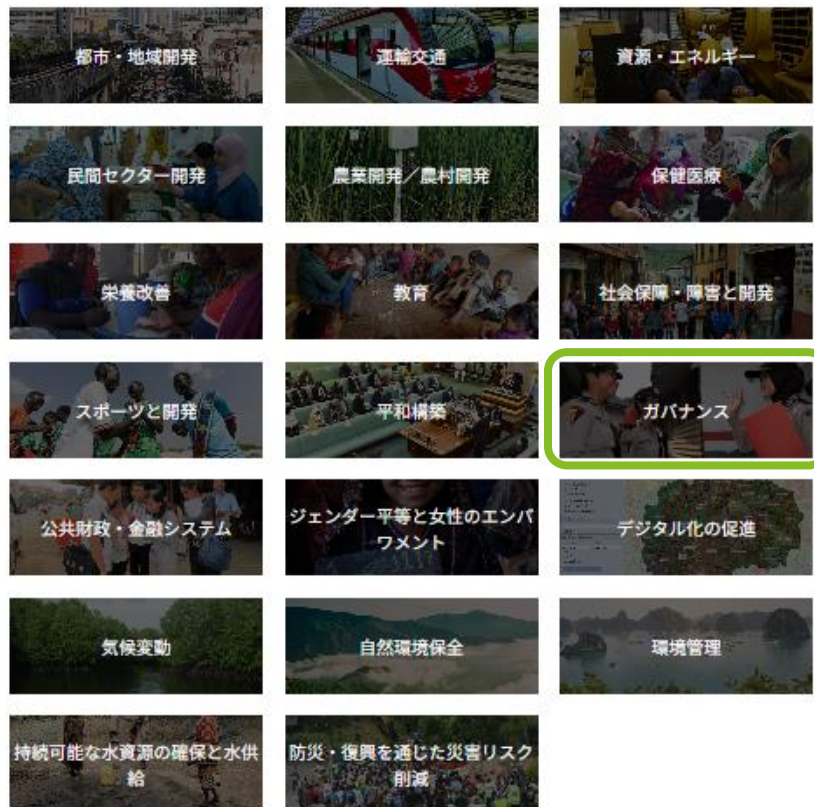 都市・地域開発
運輸交通
資源・エネルギー
民間セクター開発
農業開発／農村開発
保健医療
栄養改善
教育
社会保障・障害と開発
スポーツと開発
平和構築
ガバナンス
公共財政・金融システム
ジェンダー平等と女性のエンパ
ワメント
デジタル化の促進
気候変動
自然環境保全
環境管理
持続可能な水資源の確保と水供
給
防災・復興を通じた災害リスク
削減